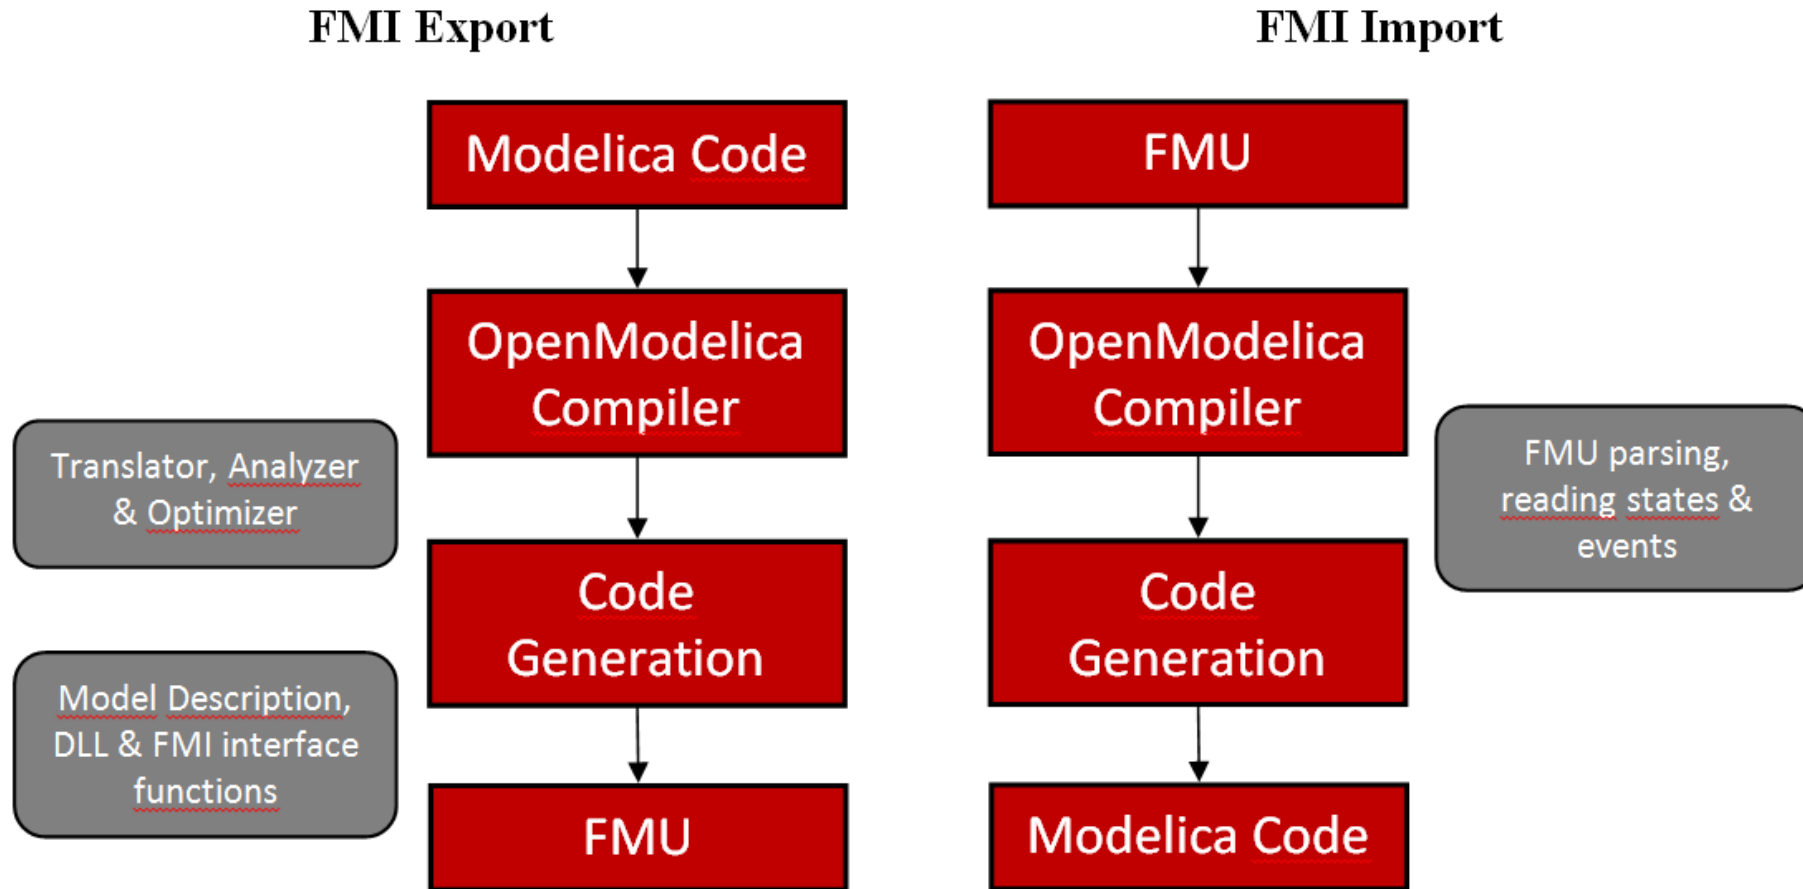 FMI Export
Modelica Code
OpenModelica
Compiler
Translator, Analyzer
& Optimizer
Code
Generation
Model Description,
DLL & FMI interface
functions
FMU
FMI Import
FMU
OpenModelica
Compiler
FMU parsing,
reading states &
events
Code
Generation
Modelica Code